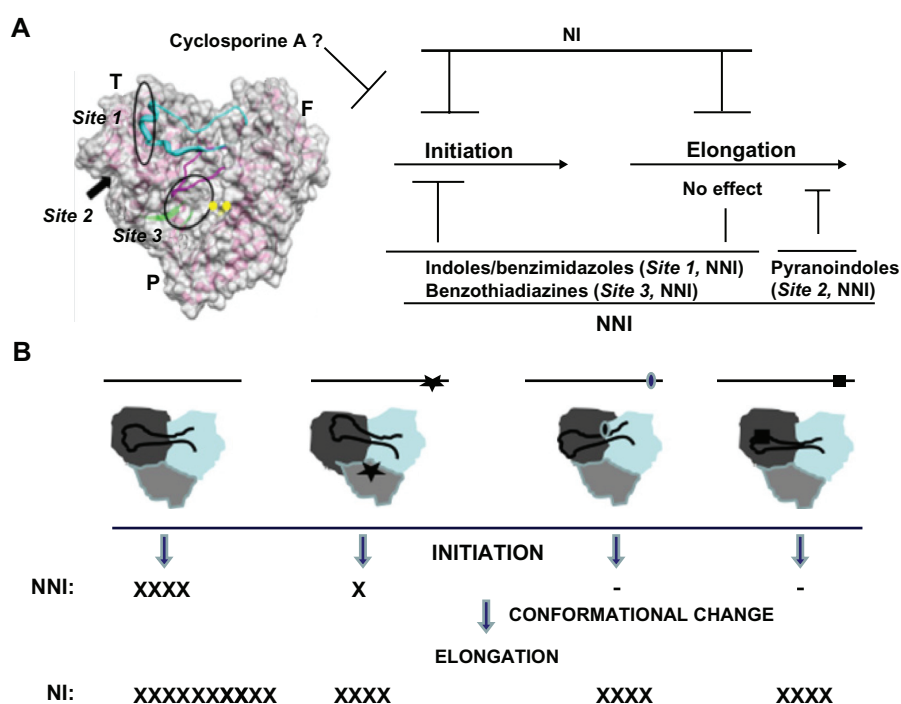 A
Cyclosporine A ?
NI
T
F
Site 1
Initiation
Elongation
No effect
Site 2
Site 3
P
Indoles/benzimidazoles (Site 1, NNI)
Benzothiadiazines (Site 3, NNI)
Pyranoindoles
(Site 2, NNI)
NNI
B
INITIATION
NNI: XXXX X - -
CONFORMATIONAL CHANGE
ELONGATION
NI: XXXXXXXXXX XXXX XXXX XXXX